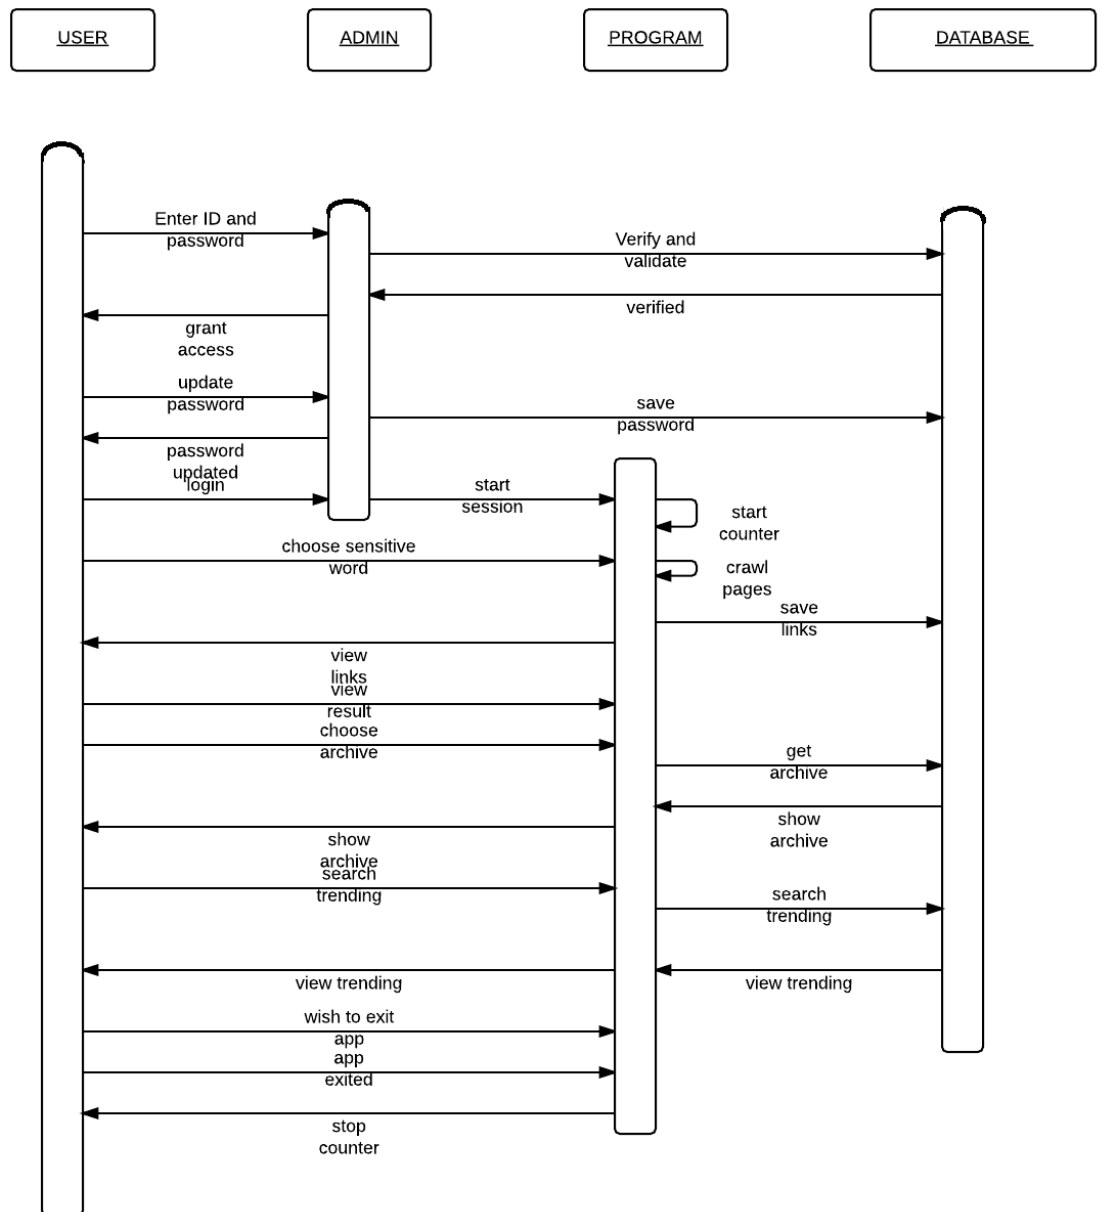 USER
ADMIN
PROGRAM
DATABASE
Enter ID and
password
Verify and
validate
verified
grant
access
update
password
save
password
password
updated
login
start
session
start
counter
choose sensitive
word
crawl
pages
save
links
view
links
view
result
choose
archive
get
archive
show
archive
show
archive
search
trending
search
trending
view trending
view trending
wish to exit
app
app
exited
stop
counter